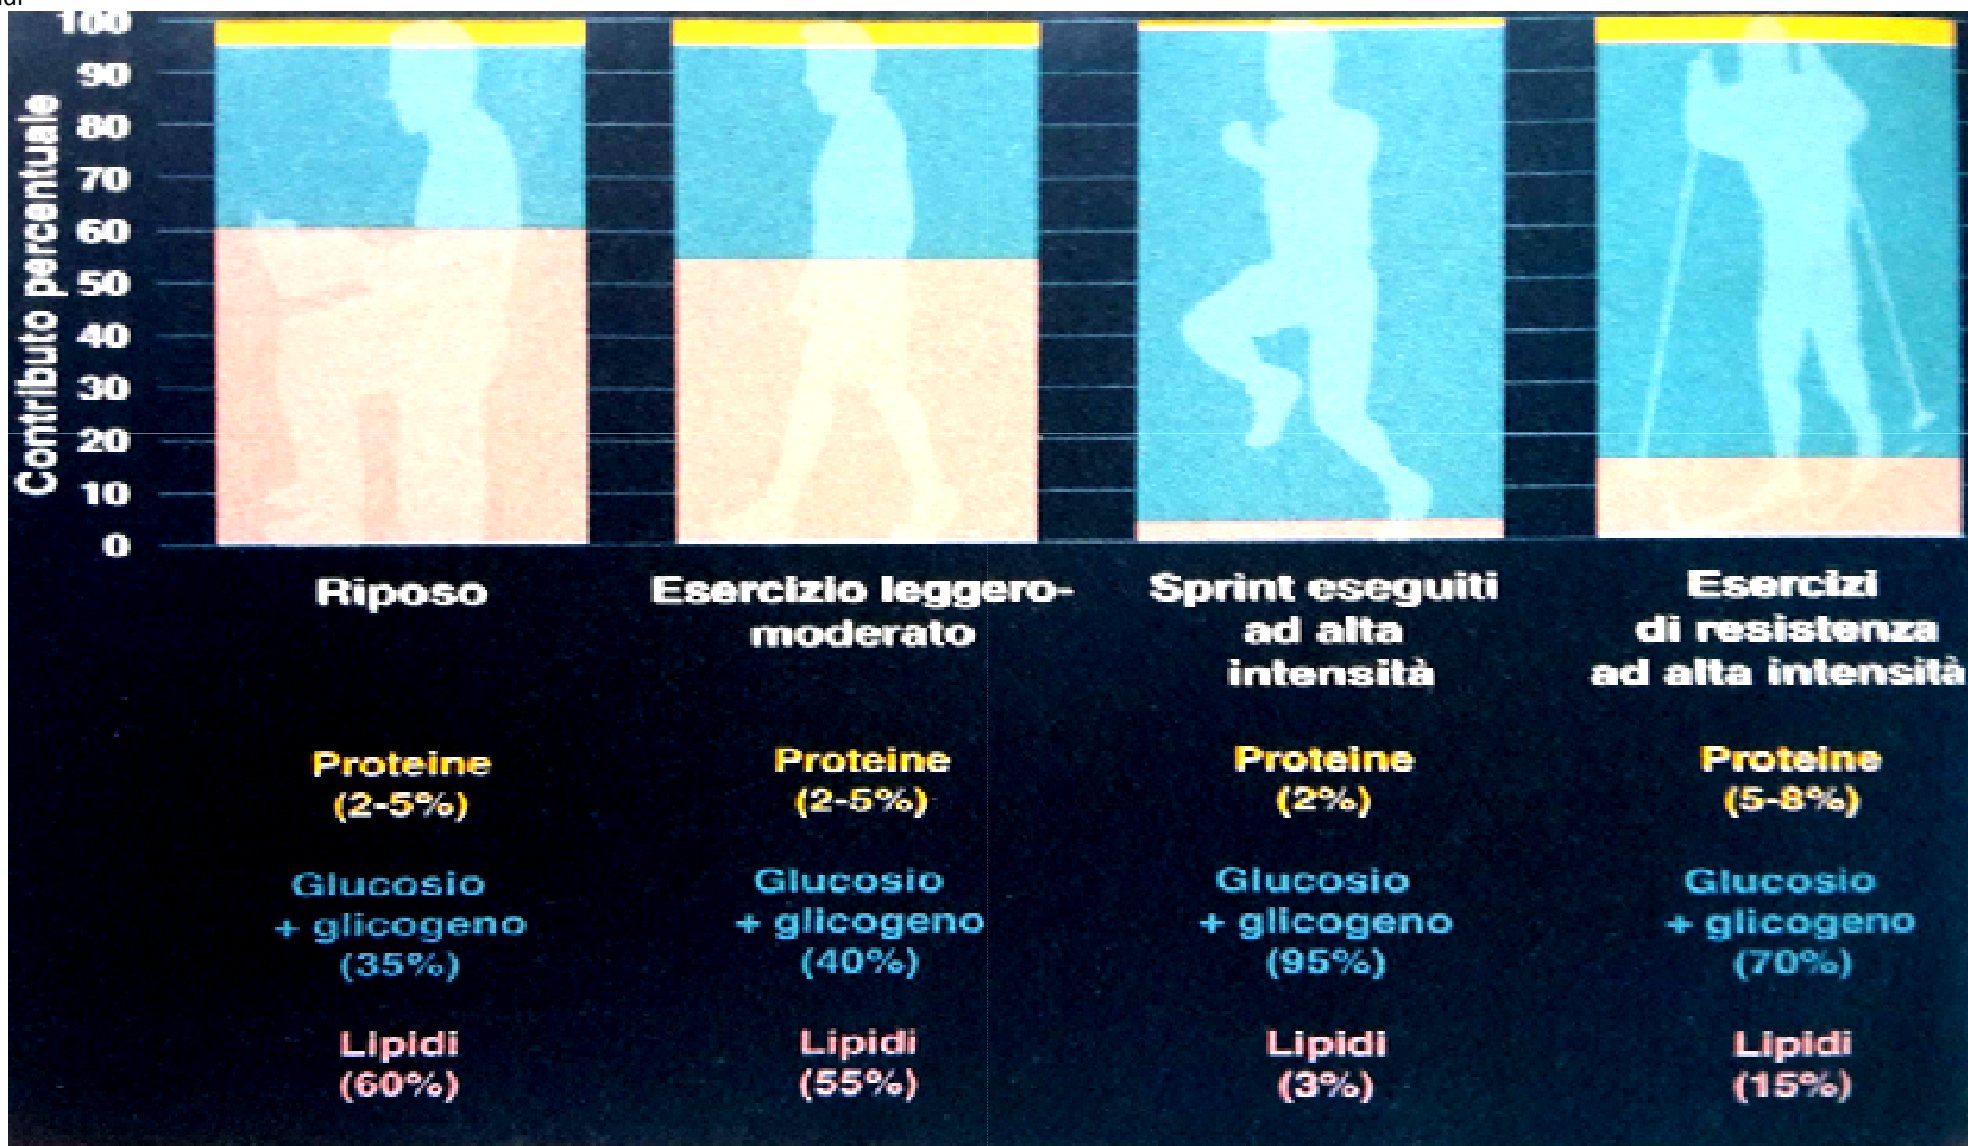 100
90
80
70
60
50
40
30
20
10
0
Contributo percentuale
Riposo
Esercizio leggero-
moderato
Sprint eseguiti
ad alta
intensità
Esercizi
di resistenza
ad alta intensità
Proteine
(2-5%)
Proteine
(2-5%)
Proteine
(2%)
Proteine
(5-8%)
Glucosio
+ glicogeno
(35%)
Glucosio
+ glicogeno
(40%)
Glucosio
+ glicogeno
(95%)
Glucosio
+ glicogeno
(70%)
Lipidi
(60%)
Lipidi
(55%)
Lipidi
(3%)
Lipidi
(15%)